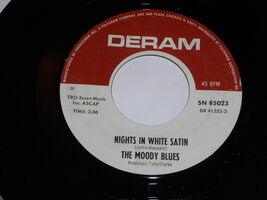 DERAM
45 RPM
TRO-Essex Music
Inc. ASCAP
TIME: 3:06
5N 85023
DR 41555-3
NIGHTS IN WHITE SATIN
(Justin Hayward)
THE MOODY BLUES
Producer: Tony Clarke